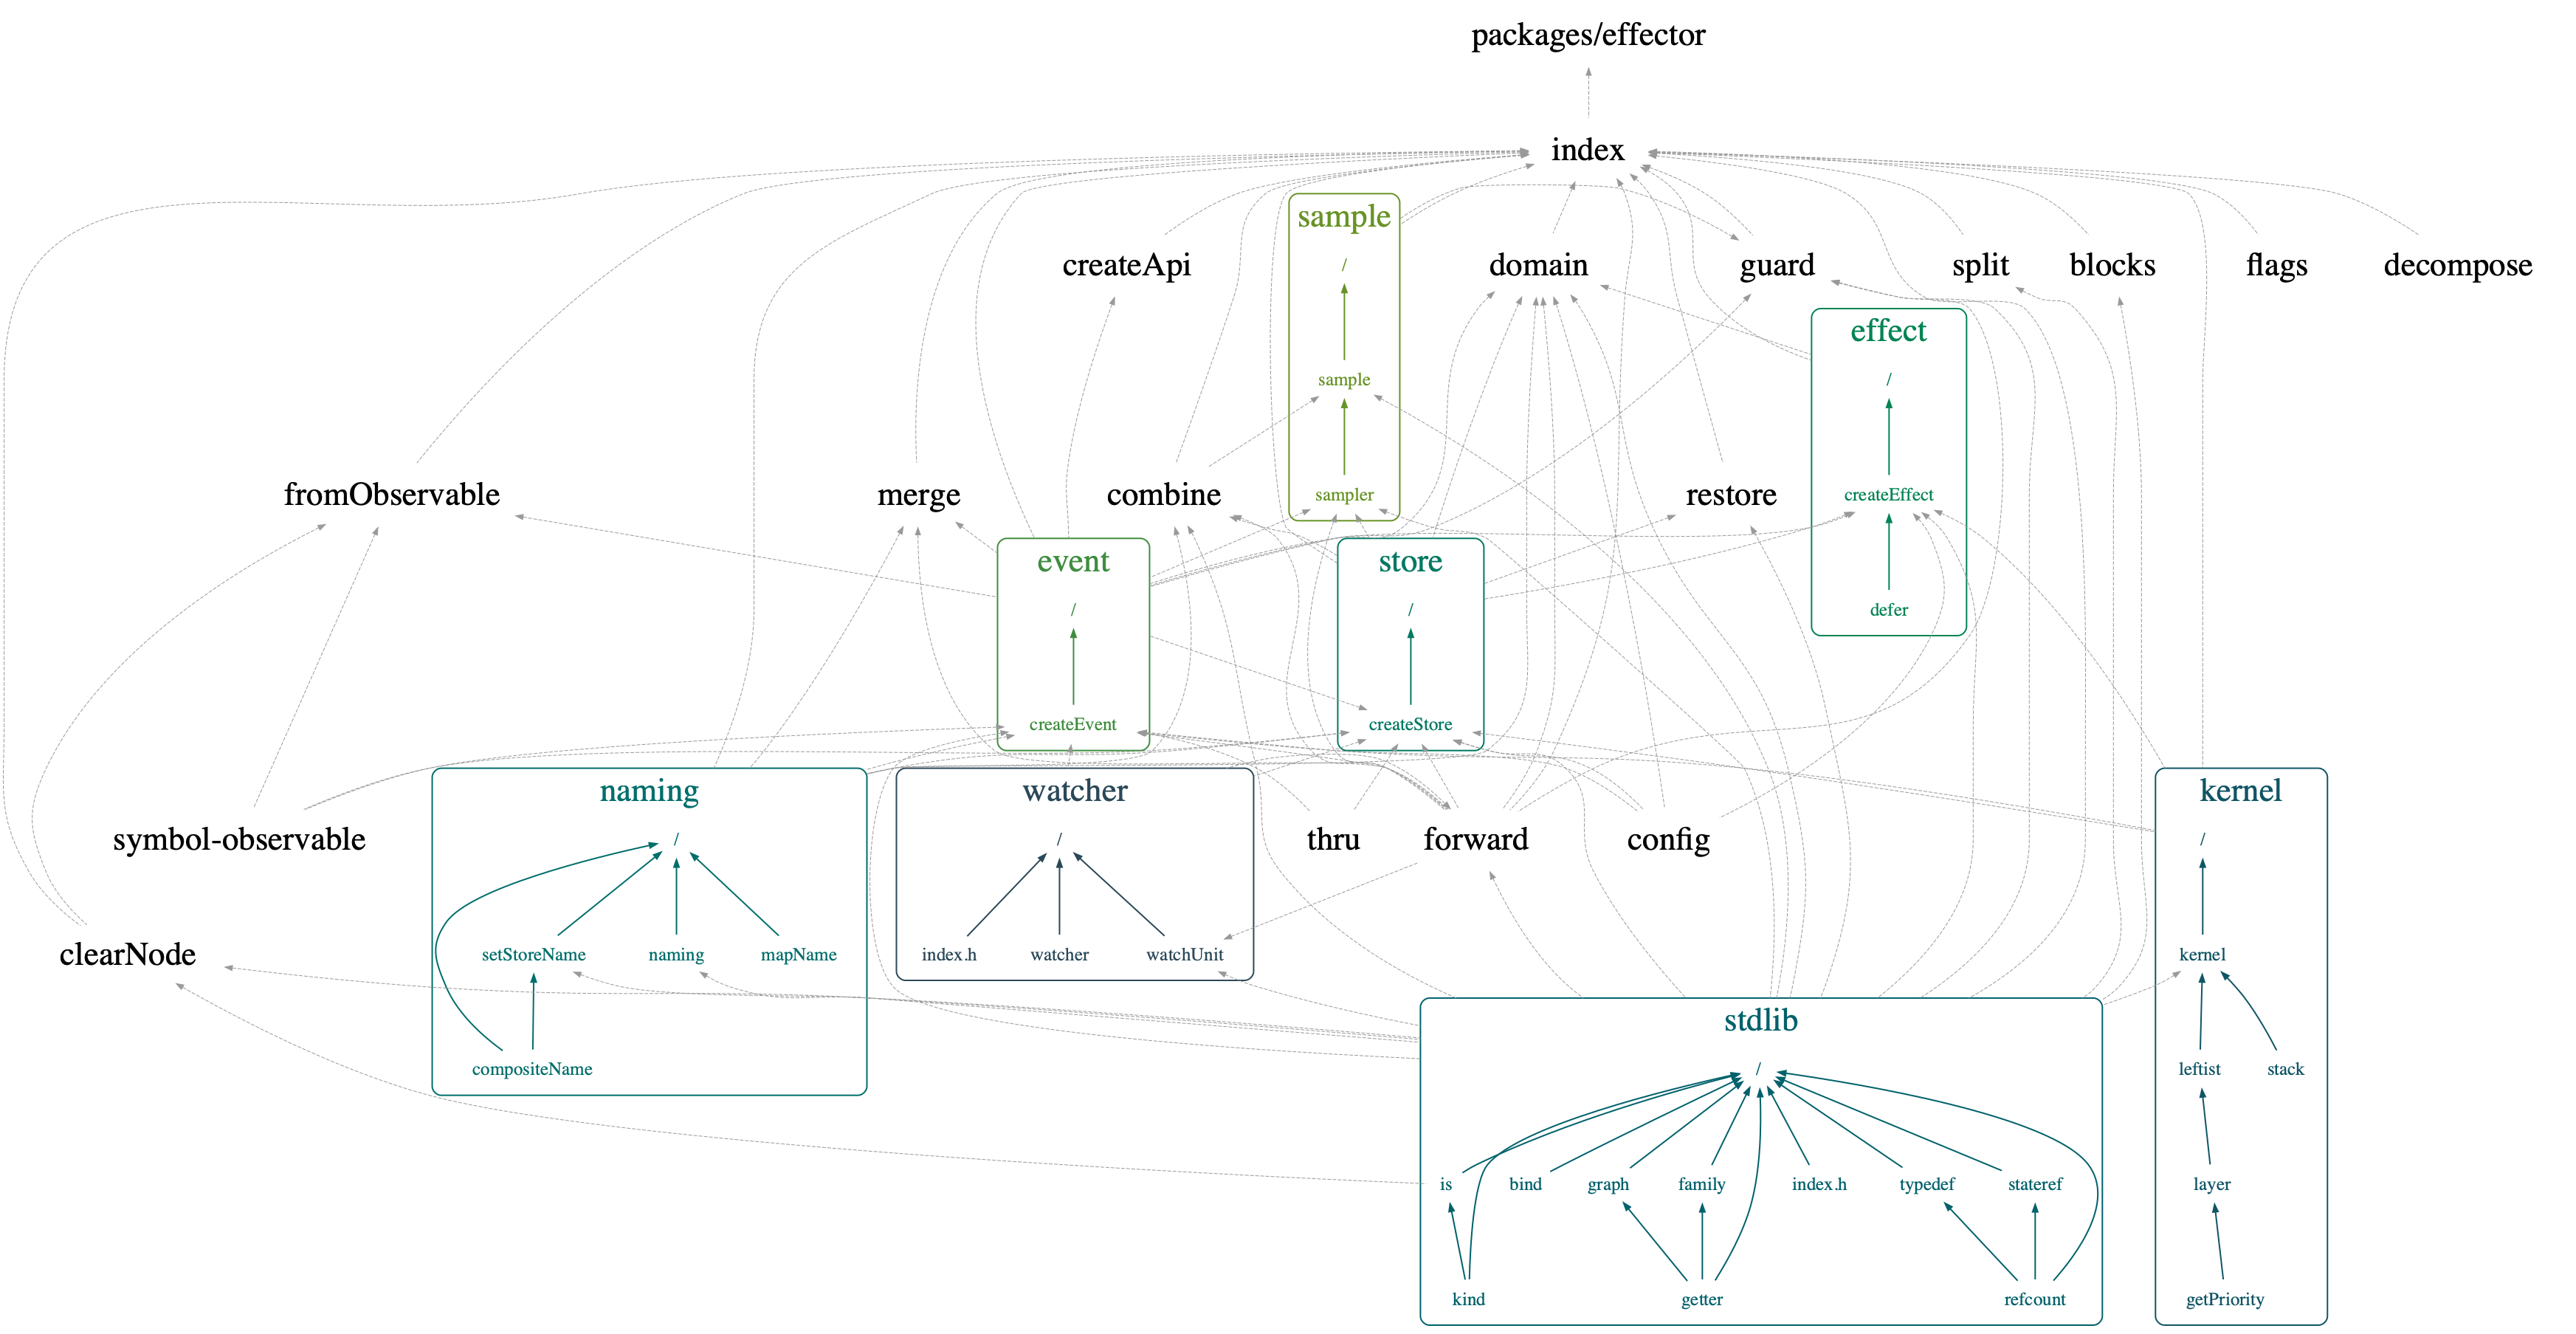 packages/effector
index
sample
createApi
/
domain
guard
split
blocks
flags
decompose
effect
sample
/
fromObservable
merge
combine
sampler
restore
createEffect
event
store
/
/
defer
createEvent
createStore
naming
watcher
kernel
symbol-observable
/
/
thru
forward
config
/
clearNode
setStoreName
naming
mapName
index.h
watcher
watchUnit
kernel
stdlib
compositeName
/
leftist
stack
is
bind
graph
family
index.h
typedef
stateref
layer
kind
getter
refcount
getPriority